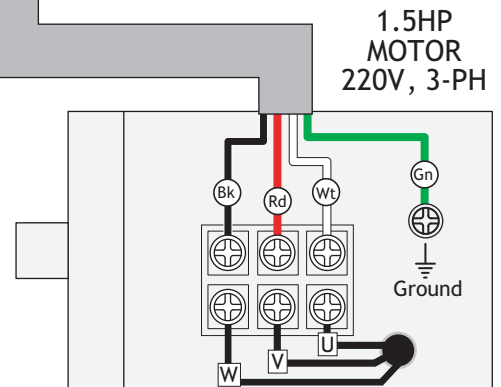 1.5HP
MOTOR
220V, 3-PH
Bk
Rd
Wt
Gn
Ground
U
V
W